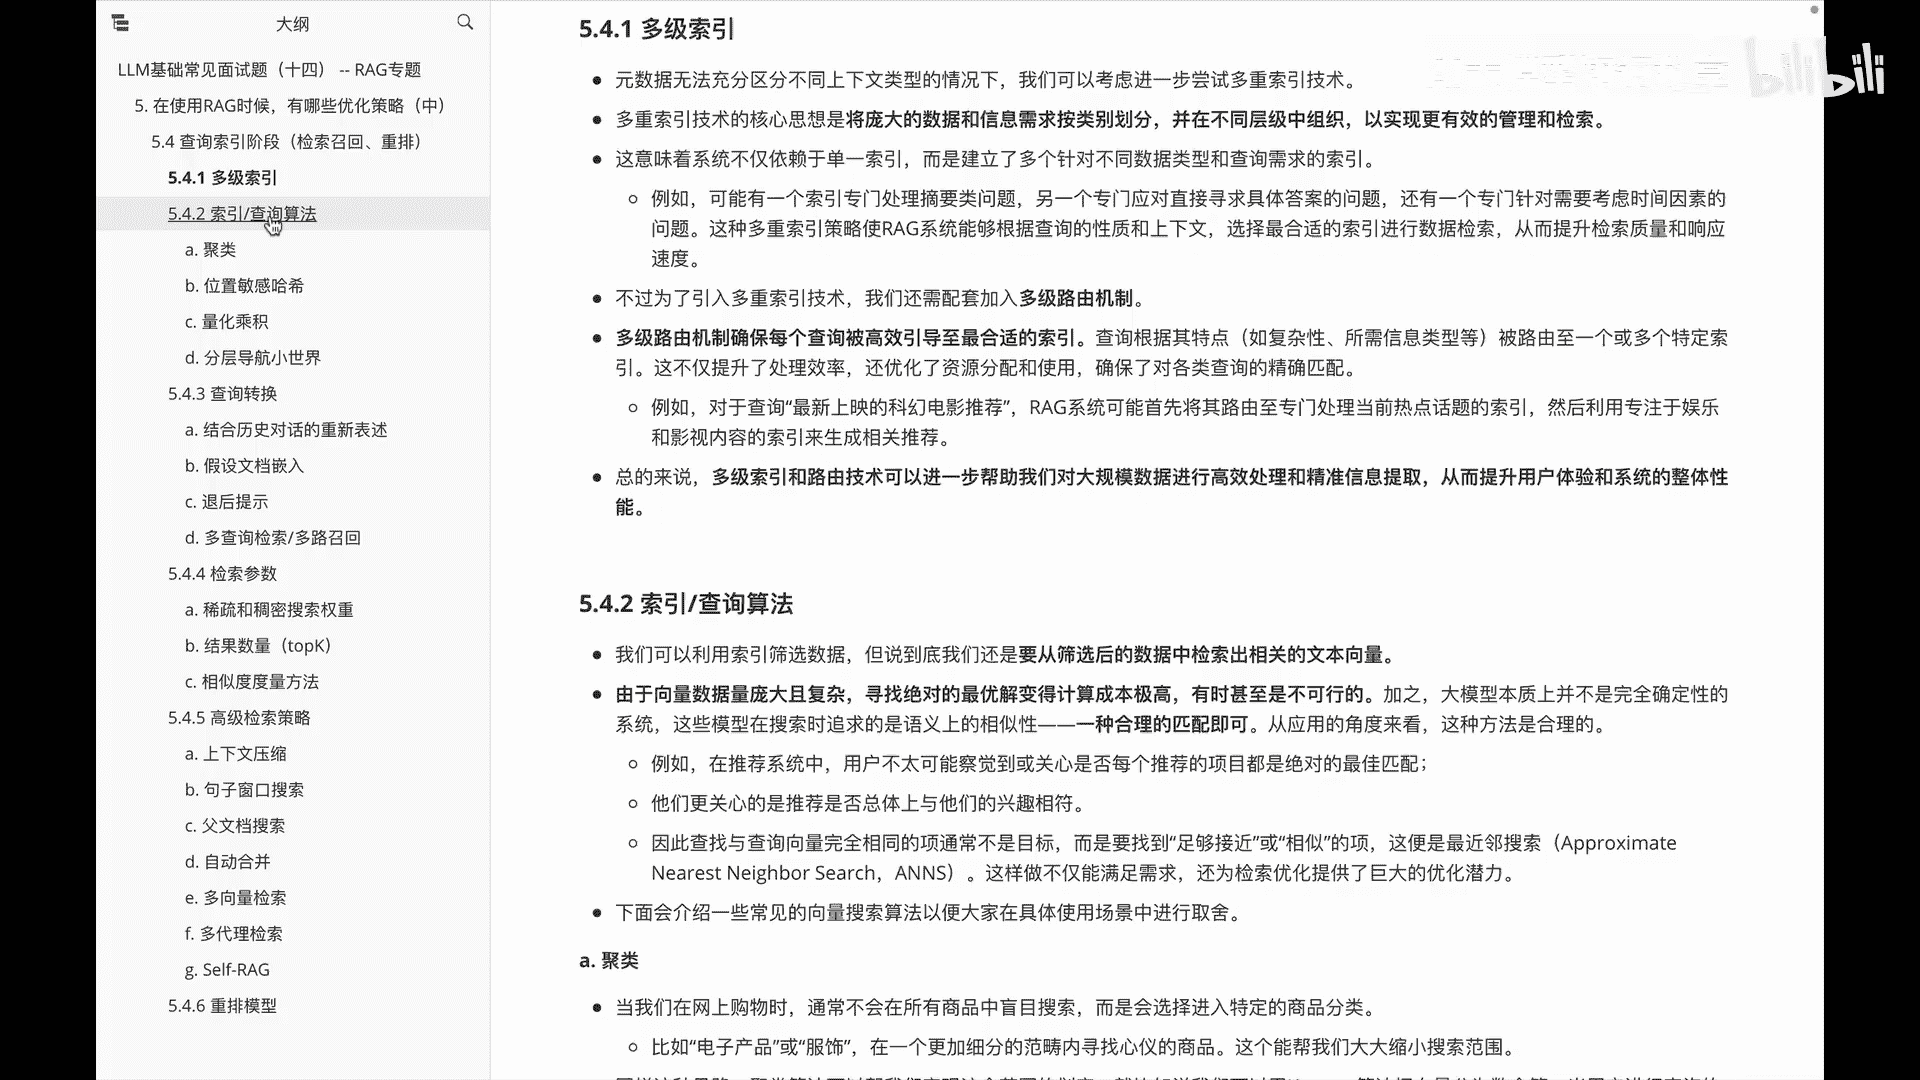 大纲
LLM基础常见面试题（十四） -- RAG专题
5. 在使用RAG时候，有哪些优化策略（中）
5.4 查询索引阶段（检索召回、重排）
5.4.1 多级索引
5.4.2 索引/查询算法
a. 聚类
b. 位置敏感哈希
c. 量化乘积
d. 分层导航小世界
5.4.3 查询转换
a. 结合历史对话的重新表述
b. 假设文档嵌入
c. 退后提示
d. 多查询检索/多路召回
5.4.4 检索参数
a. 稀疏和稠密搜索权重
b. 结果数量（topK）
c. 相似度度量方法
5.4.5 高级检索策略
a. 上下文压缩
b. 句子窗口搜索
c. 父文档搜索
d. 自动合并
e. 多向量检索
f. 多代理检索
g. Self-RAG
5.4.6 重排模型
bilibili
5.4.1 多级索引
元数据无法充分区分不同上下文类型的情况下，我们可以考虑进一步尝试多重索引技术。
多重索引技术的核心思想是将庞大的数据和信息需求按类别划分，并在不同层级中组织，以实现更有效的管理和检索。
这意味着系统不仅依赖于单一索引，而是建立了多个针对不同数据类型和查询需求的索引。
例如，可能有一个索引专门处理摘要类问题，另一个专门应对直接寻求具体答案的问题，还有一个专门针对需要考虑时间因素的
问题。这种多重索引策略使RAG系统能够根据查询的性质和上下文，选择最合适的索引进行数据检索，从而提升检索质量和响应
速度。
不过为了引入多重索引技术，我们还需配套加入多级路由机制。
多级路由机制确保每个查询被高效引导至最合适的索引。查询根据其特点（如复杂性、所需信息类型等）被路由至一个或多个特定索
引。这不仅提升了处理效率，还优化了资源分配和使用，确保了对各类查询的精确匹配。
例如，对于查询“最新上映的科幻电影推荐”，RAG系统可能首先将其路由至专门处理当前热点话题的索引，然后利用专注于娱乐
和影视内容的索引来生成相关推荐。
总的来说，多级索引和路由技术可以进一步帮助我们对大规模数据进行高效处理和精准信息提取，从而提升用户体验和系统的整体性
能。
5.4.2 索引/查询算法
我们可以利用索引筛选数据，但说到底我们还是要从筛选后的数据中检索出相关的文本向量。
由于向量数据量庞大且复杂，寻找绝对的最优解变得计算成本极高，有时甚至是不可行的。加之，大模型本质上并不是完全确定性的
系统，这些模型在搜索时追求的是语义上的相似性——一种合理的匹配即可。从应用的角度来看，这种方法是合理的。
例如，在推荐系统中，用户不太可能察觉到或关心是否每个推荐的项目都是绝对的最佳匹配；
他们更关心的是推荐是否总体上与他们的兴趣相符。
因此查找与查询向量完全相同的项通常不是目标，而是要找到“足够接近”或“相似”的项，这便是最近邻搜索（Approximate
Nearest Neighbor Search，ANNS）。这样做不仅能满足需求，还为检索优化提供了巨大的优化潜力。
下面会介绍一些常见的向量搜索算法以便大家在具体使用场景中进行取舍。
a. 聚类
当我们在网上购物时，通常不会在所有商品中盲目搜索，而是会选择进入特定的商品分类。
比如“电子产品”或“服饰”，在一个更加细分的范畴内寻找心仪的商品。这个能帮我们大大缩小搜索范围。